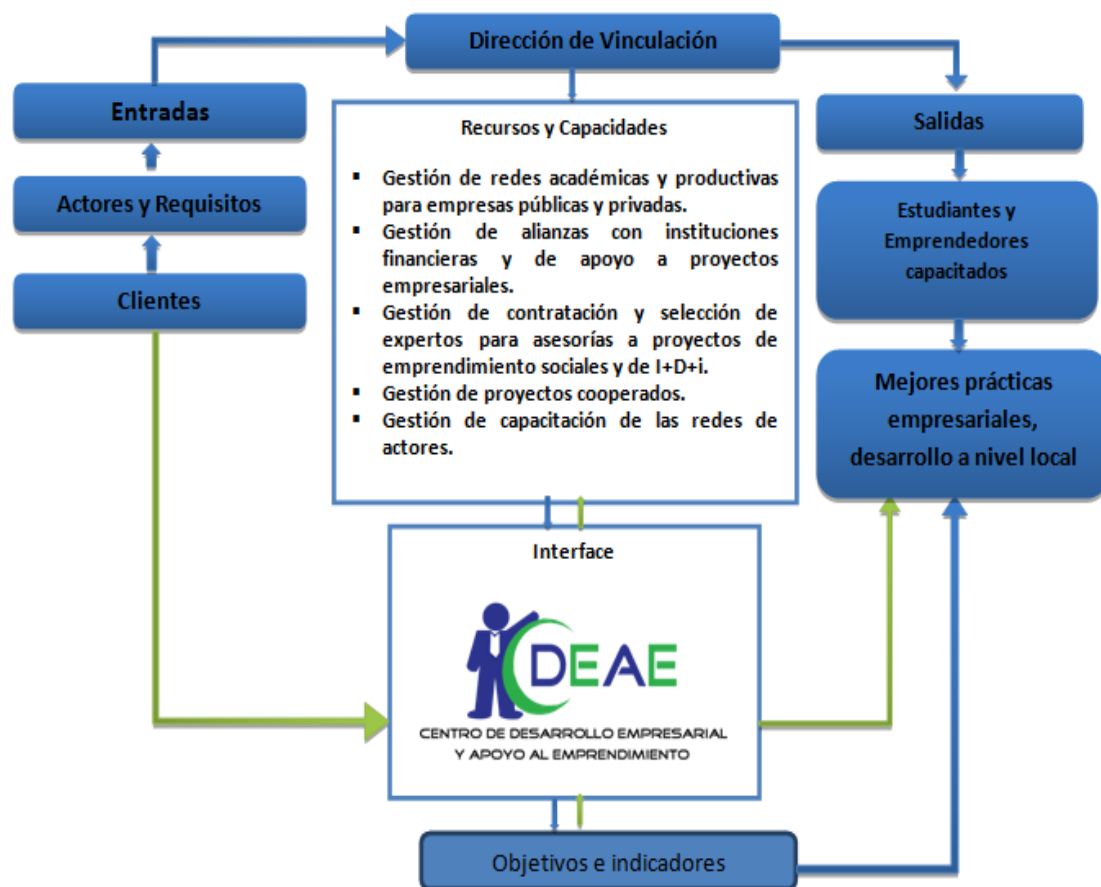 Dirección de Vinculación
Entradas
Actores y Requisitos
Clientes
Recursos y Capacidades
▪ Gestión de redes académicas y productivas
para empresas públicas y privadas.
▪ Gestión de alianzas con instituciones
financieras y de apoyo a proyectos
empresariales.
▪ Gestión de contratación y selección de
expertos para asesorías a proyectos de
emprendimiento sociales y de I+D+i.
▪ Gestión de proyectos cooperados.
▪ Gestión de capacitación de las redes de
actores.
Salidas
Estudiantes y
Emprendedores
capacitados
Mejores prácticas
empresariales,
desarrollo a nivel local
Interface
CDEAE
CENTRO DE DESARROLLO EMPRESARIAL
Y APOYO AL EMPRENDIMIENTO
Objetivos e indicadores